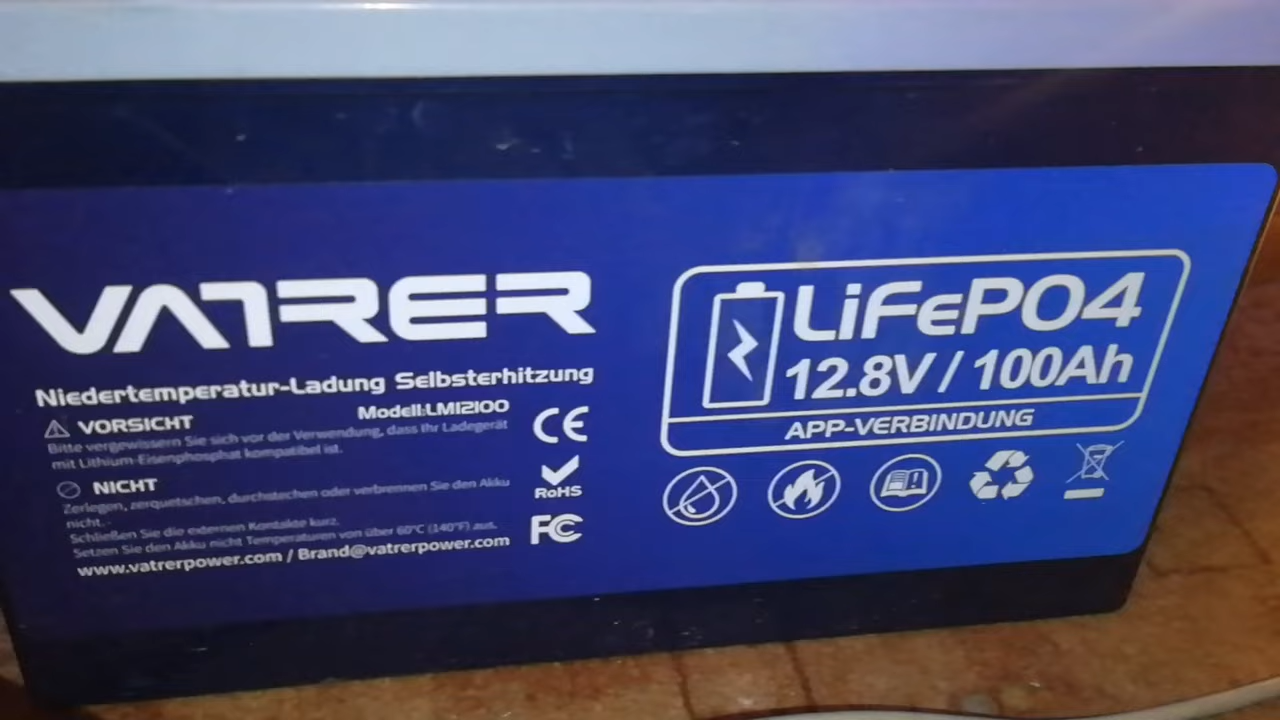 VATRER
Niedertemperatur-Ladung Selbsterhitzung
Modell:LM12100
VORSICHT
Bitte vergewissern Sie sich vor der Verwendung, dass Ihr Ladegerät
mit Lithium-Eisenphosphat kompatibel ist.
NICHT
Zerlegen, zerquetschen, durchstechen oder verbrennen Sie den Akku
nicht.
Schließen Sie die externen Kontakte kurz.
Setzen Sie den Akku nicht Temperaturen von über 60°C (140°F) aus.
www.vatrerpower.com / Brand@vatrerpower.com
CE
RoHS
FC
LiFePO4
12.8V / 100Ah
APP-VERBINDUNG